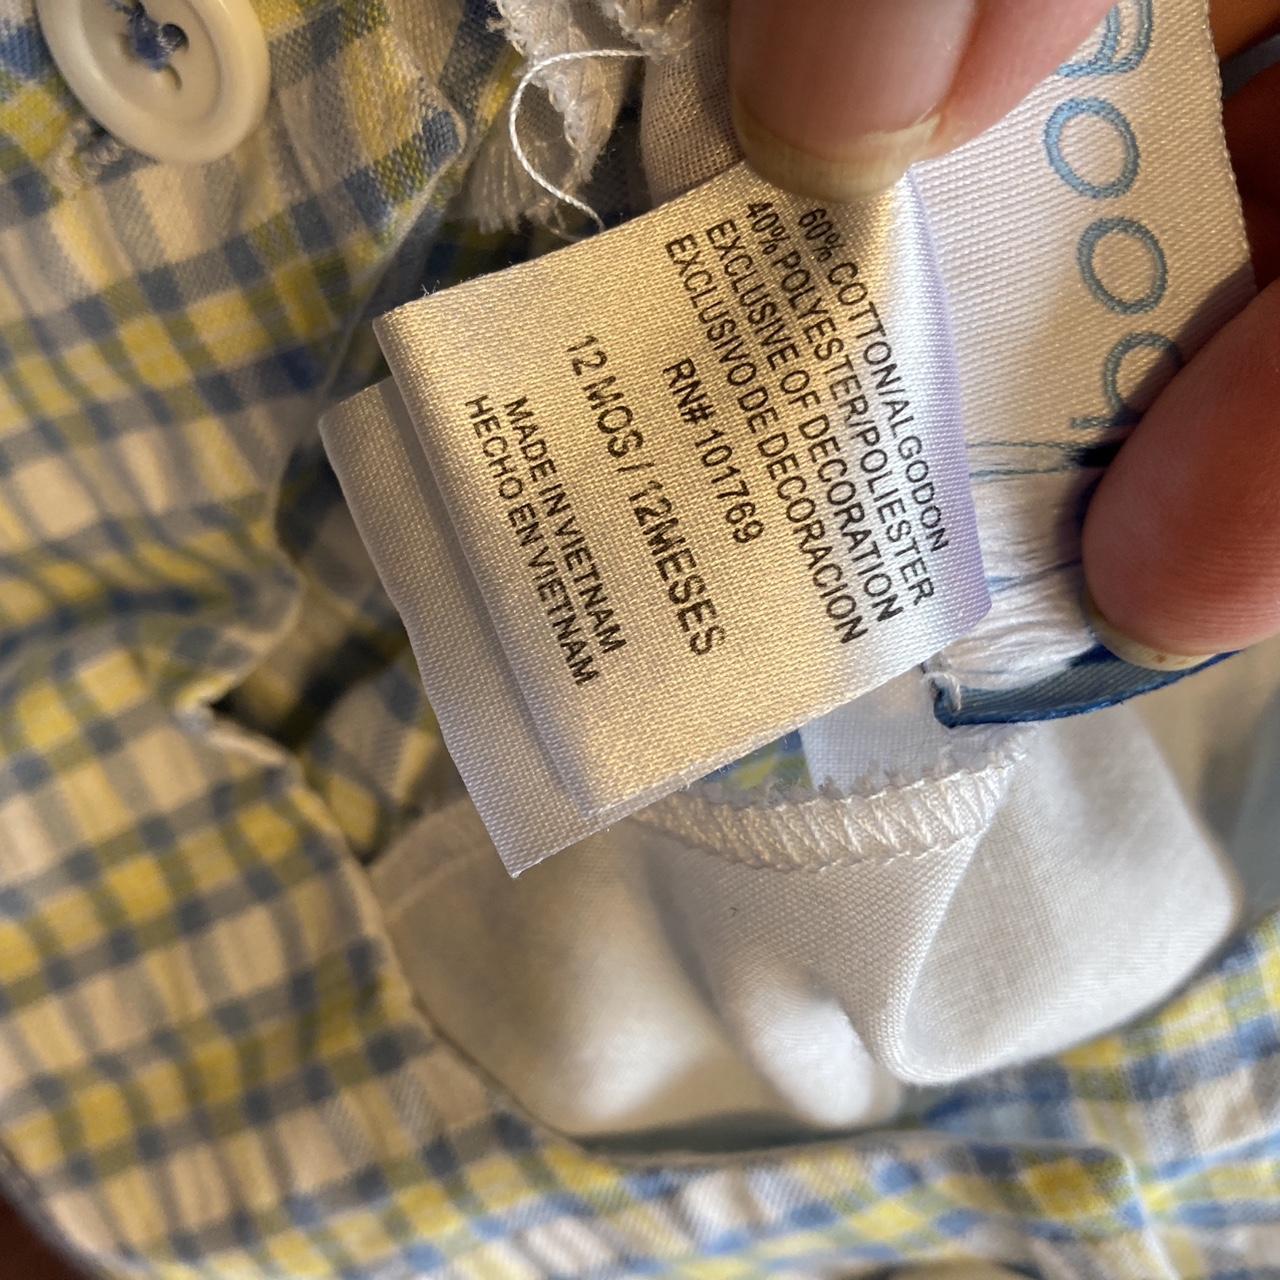 60% COTTON/ALGODON
40% POLYESTER/POLIESTER
EXCLUSIVE OF DECORATION
EXCLUSIVO DE DECORACION
RN# 101769
12 MOS / 12MESES
MADE IN VIETNAM
HECHO EN VIETNAM